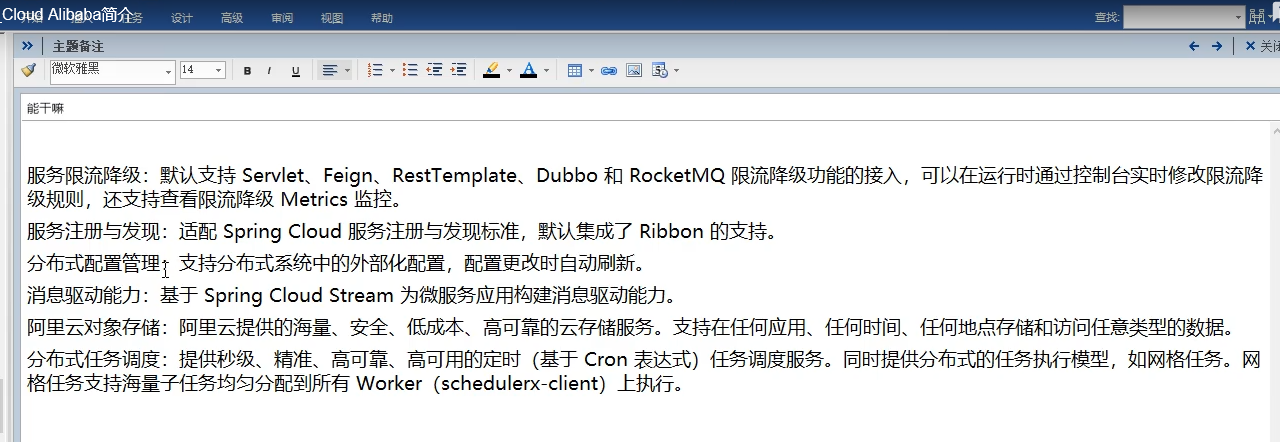 Cloud Alibaba简介
任务 设计 高级 审阅 视图 帮助 查找:
主题备注 关闭
微软雅黑 14 B I U A
能干嘛
服务限流降级：默认支持 Servlet、Feign、RestTemplate、Dubbo 和 RocketMQ 限流降级功能的接入，可以在运行时通过控制台实时修改限流降
级规则，还支持查看限流降级 Metrics 监控。
服务注册与发现：适配 Spring Cloud 服务注册与发现标准，默认集成了 Ribbon 的支持。
分布式配置管理：支持分布式系统中的外部化配置，配置更改时自动刷新。
消息驱动能力：基于 Spring Cloud Stream 为微服务应用构建消息驱动能力。
阿里云对象存储：阿里云提供的海量、安全、低成本、高可靠的云存储服务。支持在任何应用、任何时间、任何地点存储和访问任意类型的数据。
分布式任务调度：提供秒级、精准、高可靠、高可用的定时（基于 Cron 表达式）任务调度服务。同时提供分布式的任务执行模型，如网格任务。网
格任务支持海量子任务均匀分配到所有 Worker（schedulerx-client）上执行。